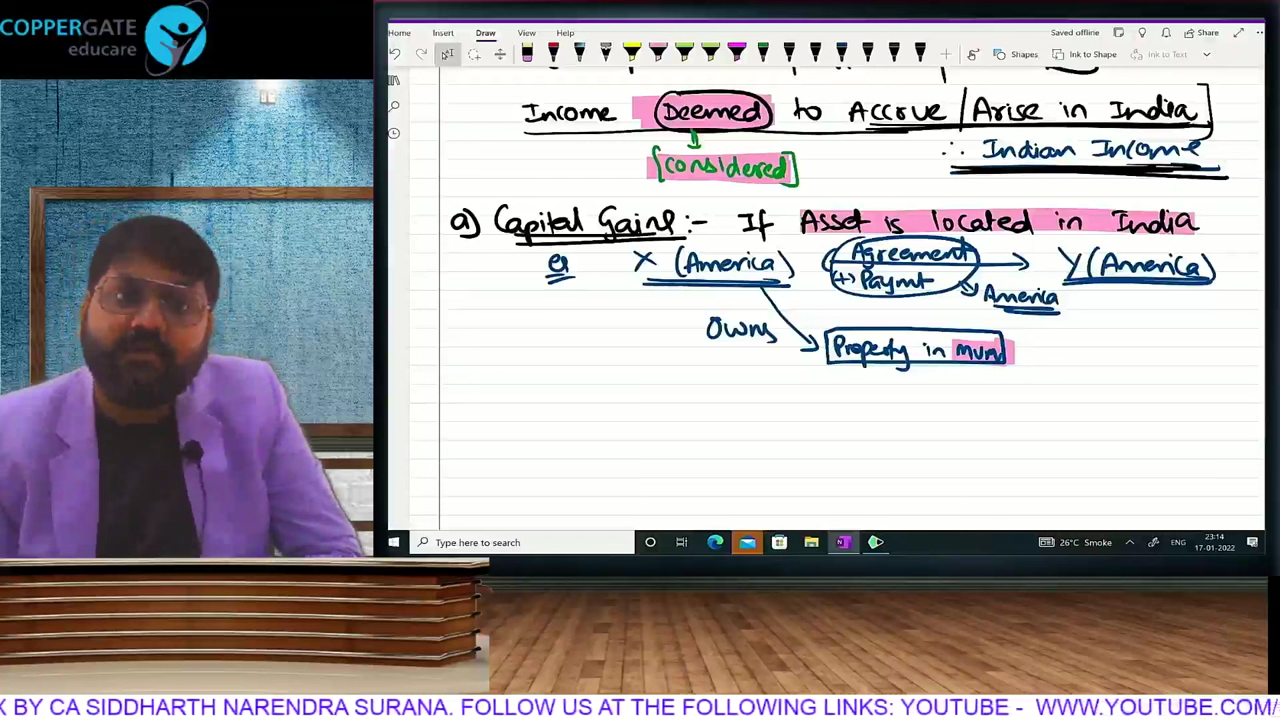 COPPERGATE
educare
Home Insert Draw View Help
Saved offline
Share
Shapes
Ink to Shape
Ink to Text
Income Deemed to Accrue / Arise in India
[considered]
∴ Indian Income
a) Capital Gains :- If Asset is located in India
eg X (America) Agreement (+) Paymt Y (America)
America
Owns
Property in mum
Type here to search
26°C Smoke
ENG
23:14
17-01-2022
X BY CA SIDDHARTH NARENDRA SURANA. FOLLOW US AT THE FOLLOWING LINKS: YOUTUBE - WWW.YOUTUBE.COM/